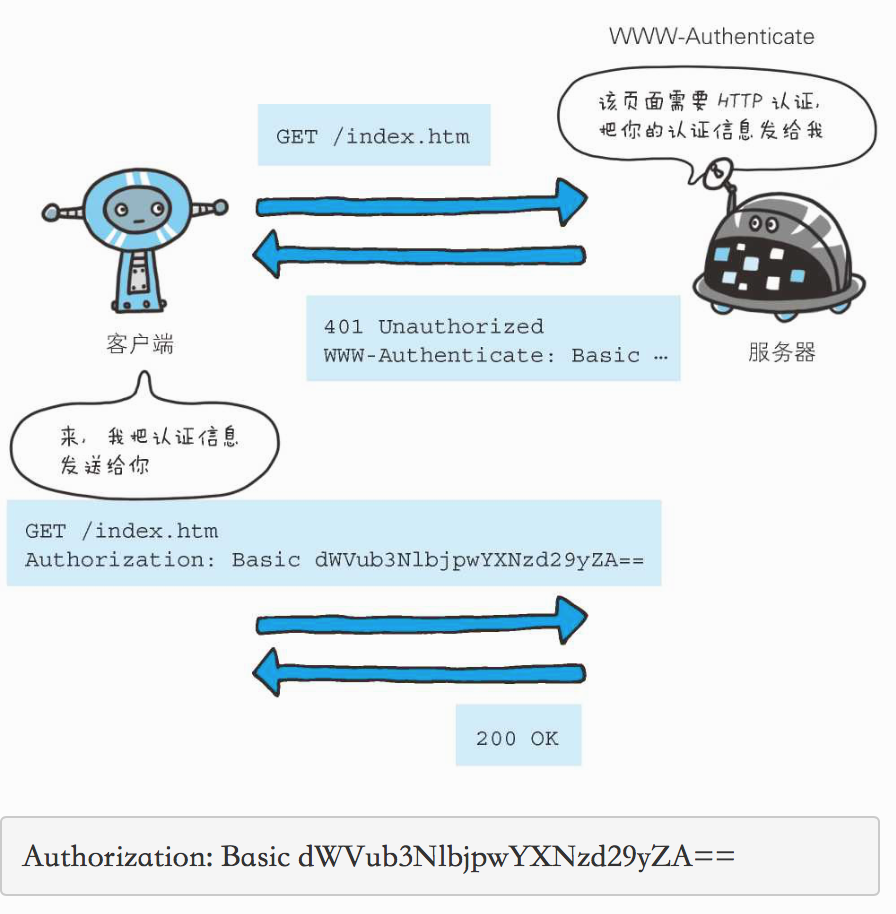 WWW-Authenticate
该页面需要 HTTP 认证,
把你的认证信息发给我
GET /index.htm
401 Unauthorized
WWW-Authenticate: Basic …
客户端
服务器
来, 我把认证信息
发送给你
GET /index.htm
Authorization: Basic dWVub3NlbjpwYXNzd29yZA==
200 OK
Authorization: Basic dWVub3NlbjpwYXNzd29yZA==